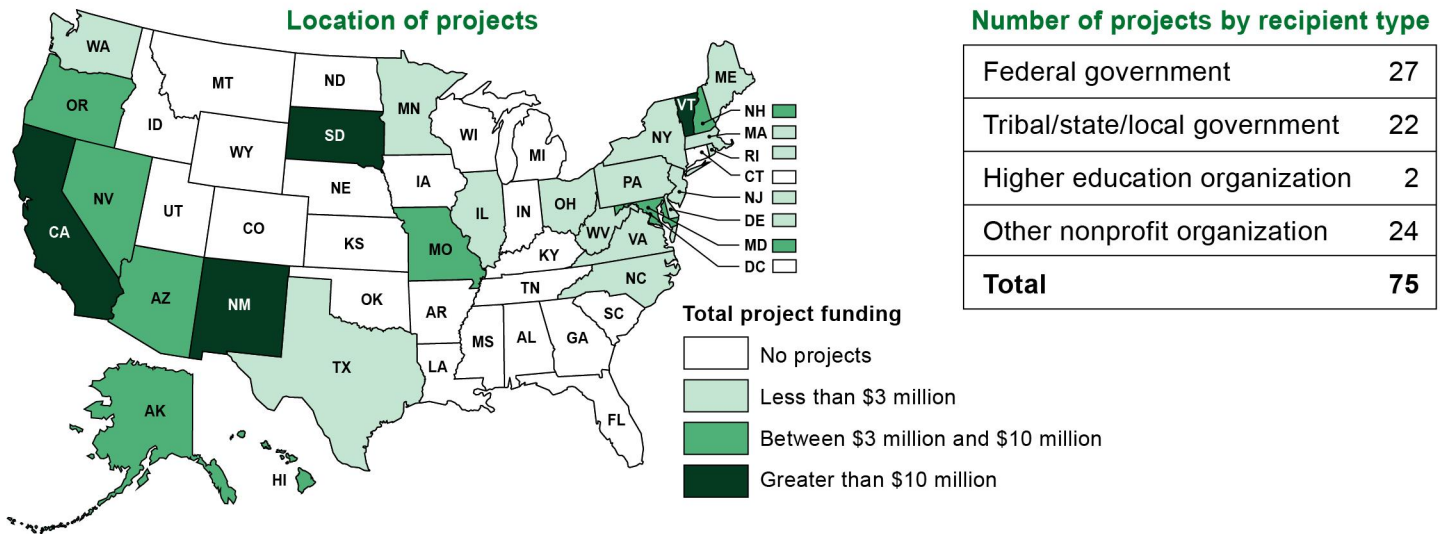 Location of projects
WA
MT
ND
MN
ME
VT
OR
ID
SD
WI
NY
NH
MA
WY
MI
RI
CT
NE
IA
PA
NJ
NV
UT
IL
IN
OH
DE
CA
CO
WV
VA
MD
KS
MO
KY
DC
AZ
NM
OK
TN
NC
AR
SC
MS
AL
GA
TX
LA
FL
AK
HI
Total project funding
No projects
Less than $3 million
Between $3 million and $10 million
Greater than $10 million
Number of projects by recipient type
Federal government 27
Tribal/state/local government 22
Higher education organization 2
Other nonprofit organization 24
Total 75